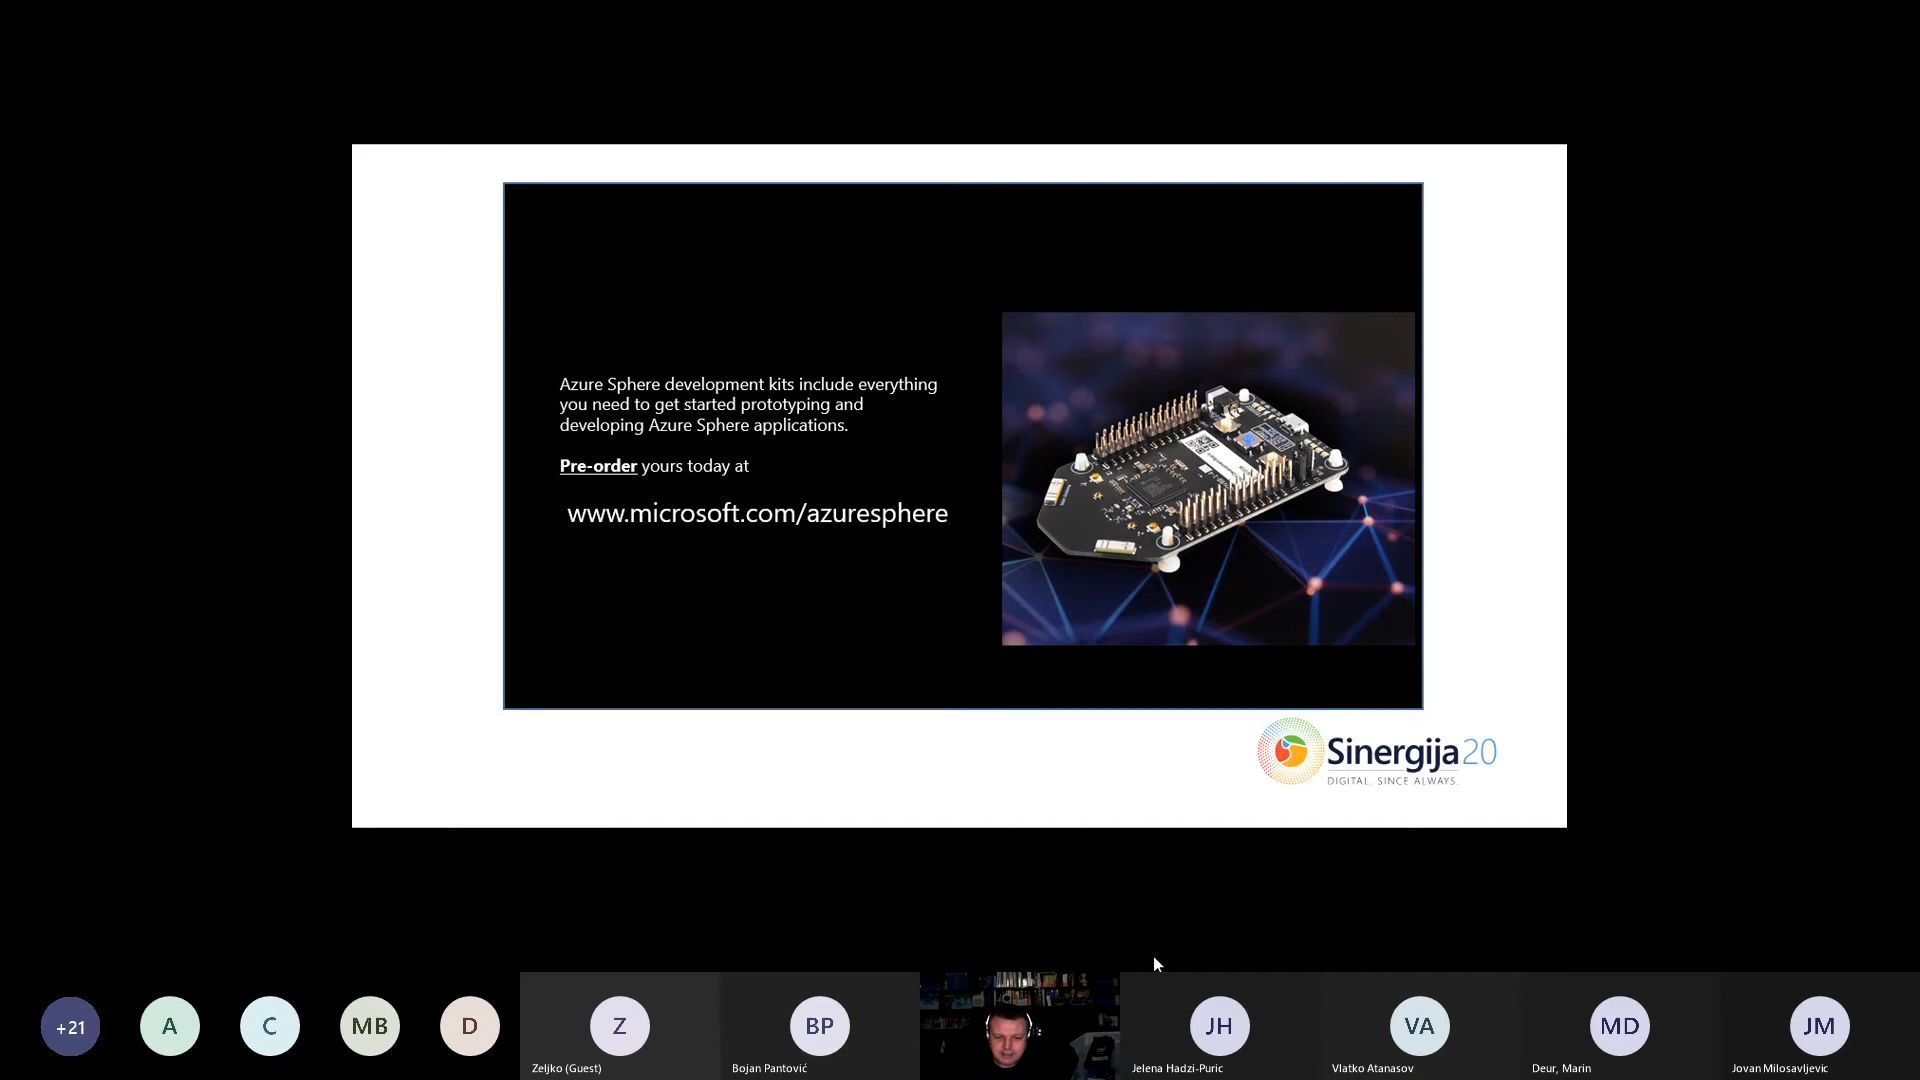 Azure Sphere development kits include everything
you need to get started prototyping and
developing Azure Sphere applications.
Pre-order yours today at
www.microsoft.com/azuresphere
Sinergija20
DIGITAL. SINCE ALWAYS.
+21
A
C
MB
D
Z
BP
JH
VA
MD
JM
Zeljko (Guest)
Bojan Pantović
Jelena Hadzi-Puric
Vlatko Atanasov
Deur, Marin
Jovan Milosavljevic